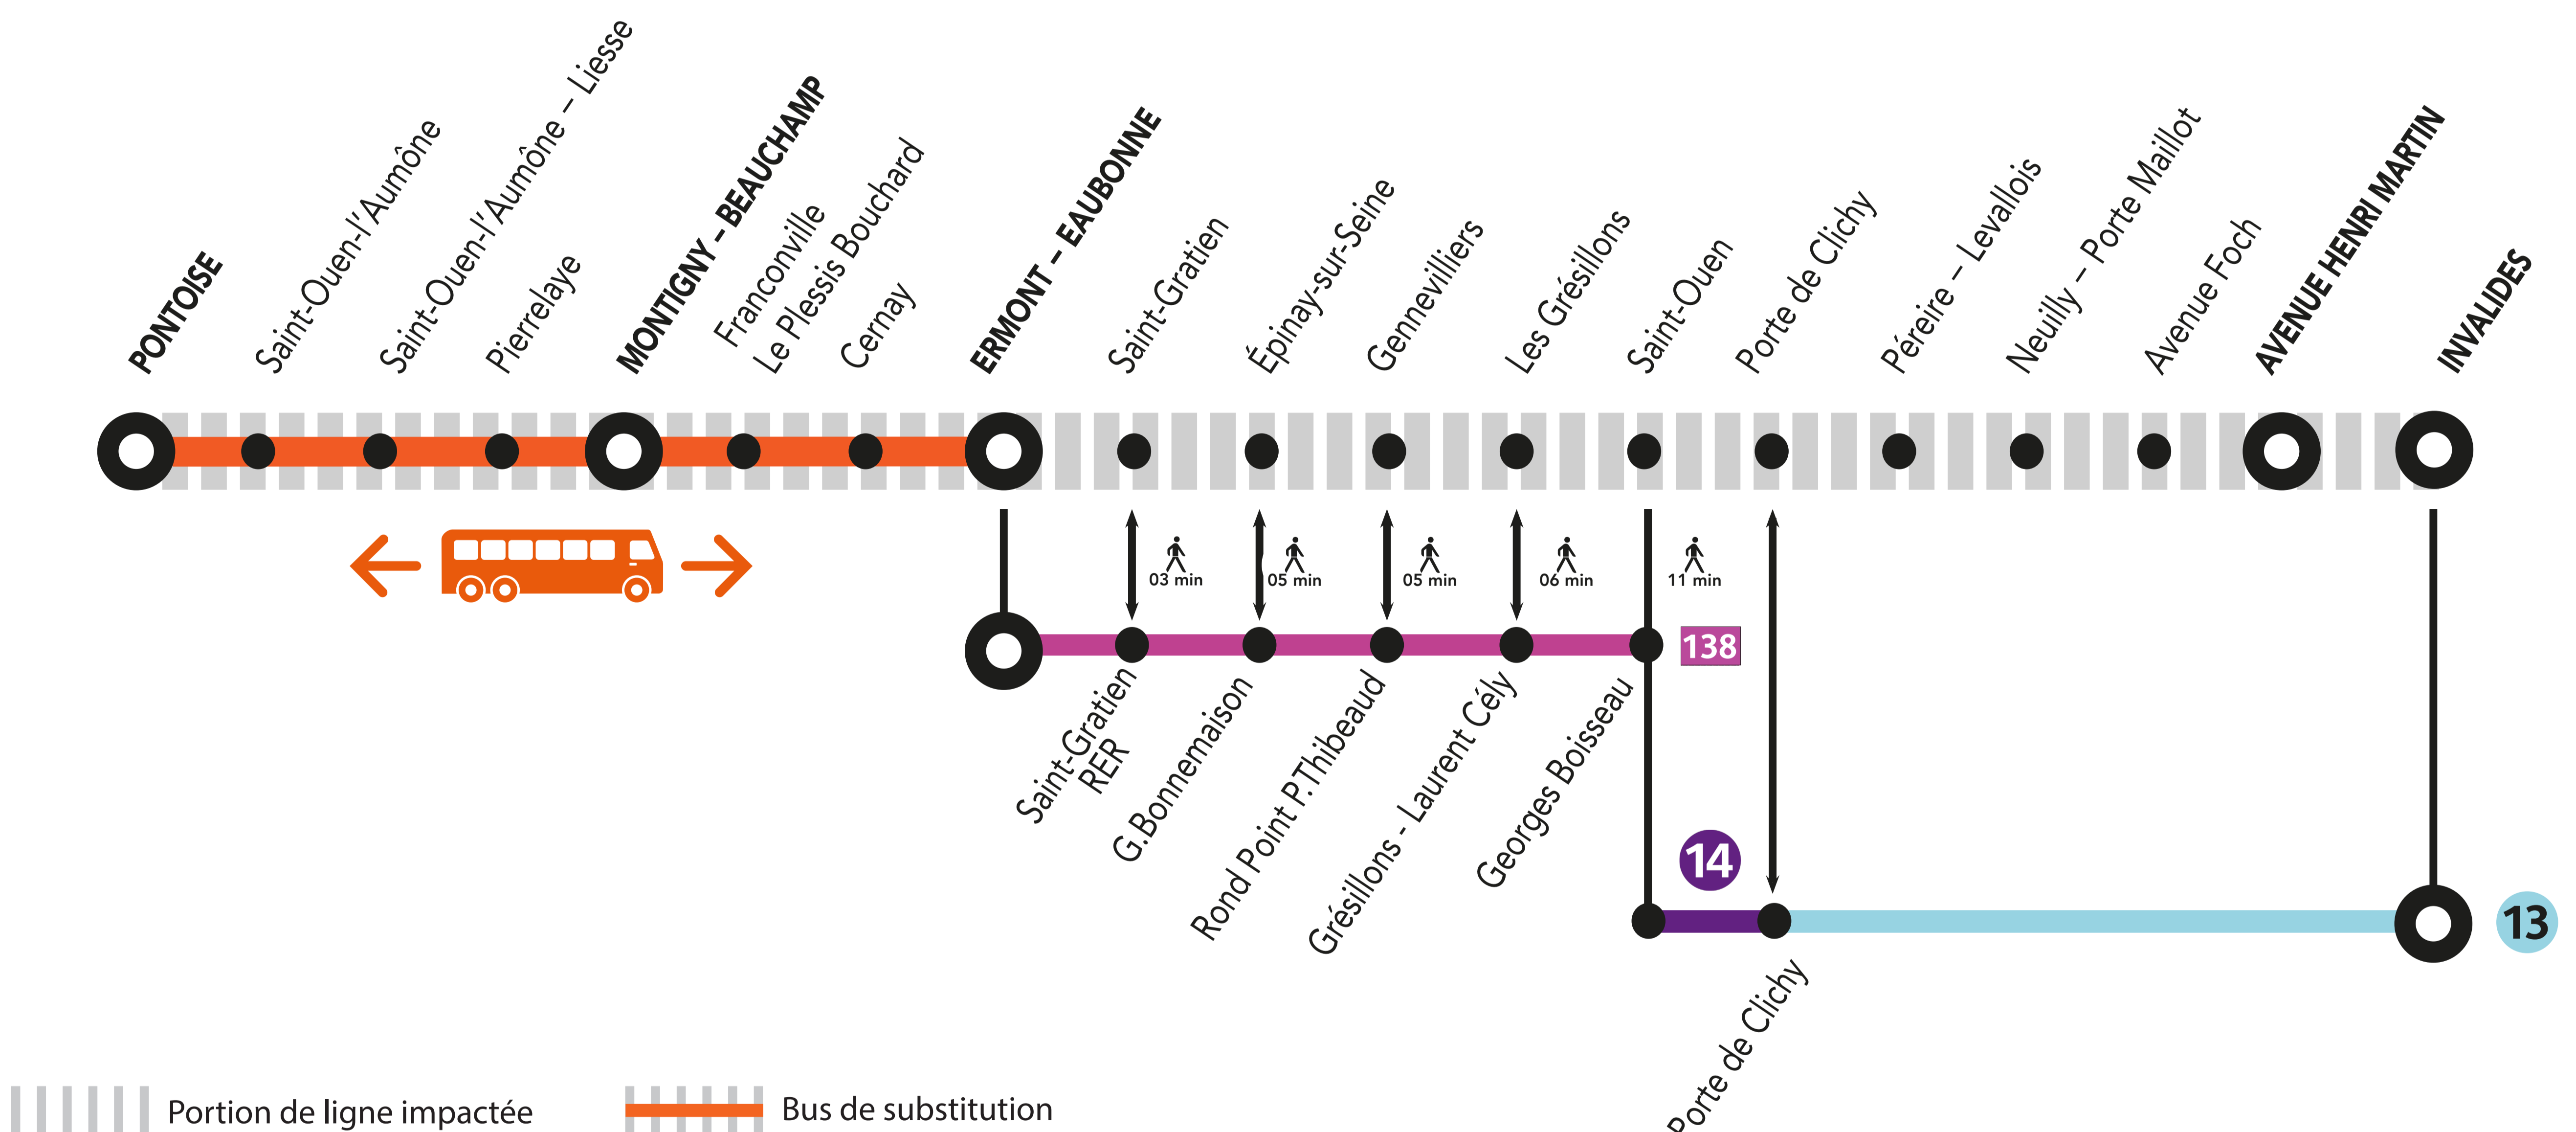 PONTOISE
Saint-Ouen-l'Aumône
Saint-Ouen-l'Aumône – Liesse
Pierrelaye
MONTIGNY – BEAUCHAMP
Franconville
Le Plessis Bouchard
Cernay
ERMONT – EAUBONNE
Saint-Gratien
Épinay-sur-Seine
Gennevilliers
Les Grésillons
Saint-Ouen
Porte de Clichy
Péreire – Levallois
Neuilly – Porte Maillot
Avenue Foch
AVENUE HENRI MARTIN
INVALIDES
03 min
05 min
05 min
06 min
11 min
138
Saint-Gratien
RER
G.Bonnemaison
Rond Point P.Thibeaud
Grésillons - Laurent Cély
Georges Boisseau
14
13
Porte de Clichy
Portion de ligne impactée
Bus de substitution